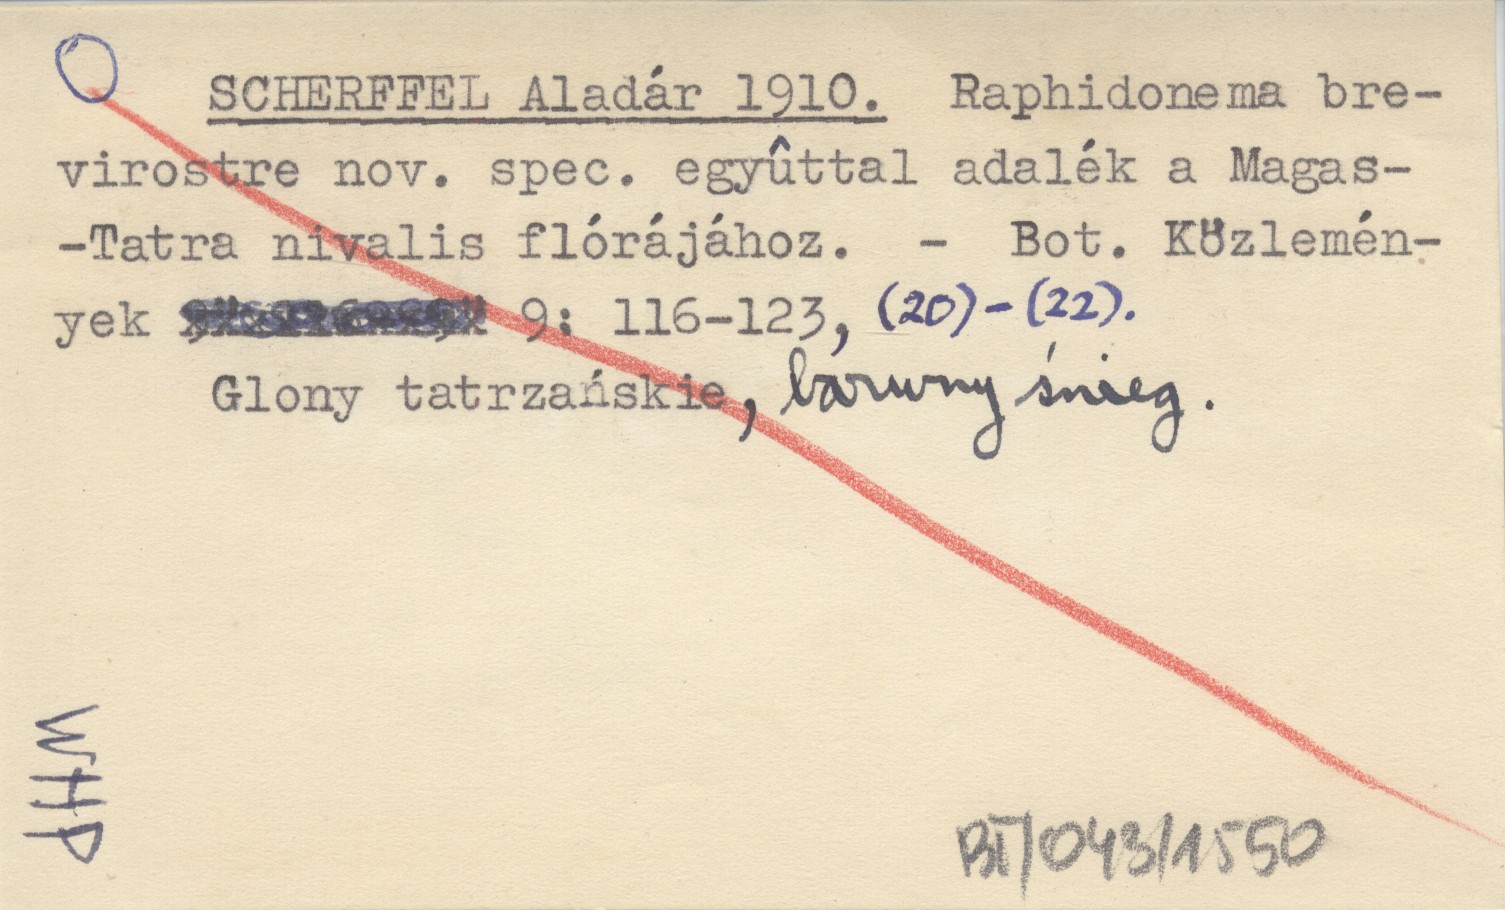 SCHERFFEL Aladár 1910. Raphidonema bre-
virostre nov. spec. együttal adalék a Magas-
-Tatra nivalis flórájához. - Bot. Közlemén-
yek 9: 116-123, (20)-(22).
Glony tatrzańskie, barwny śnieg.
WHP
BT/043/1550